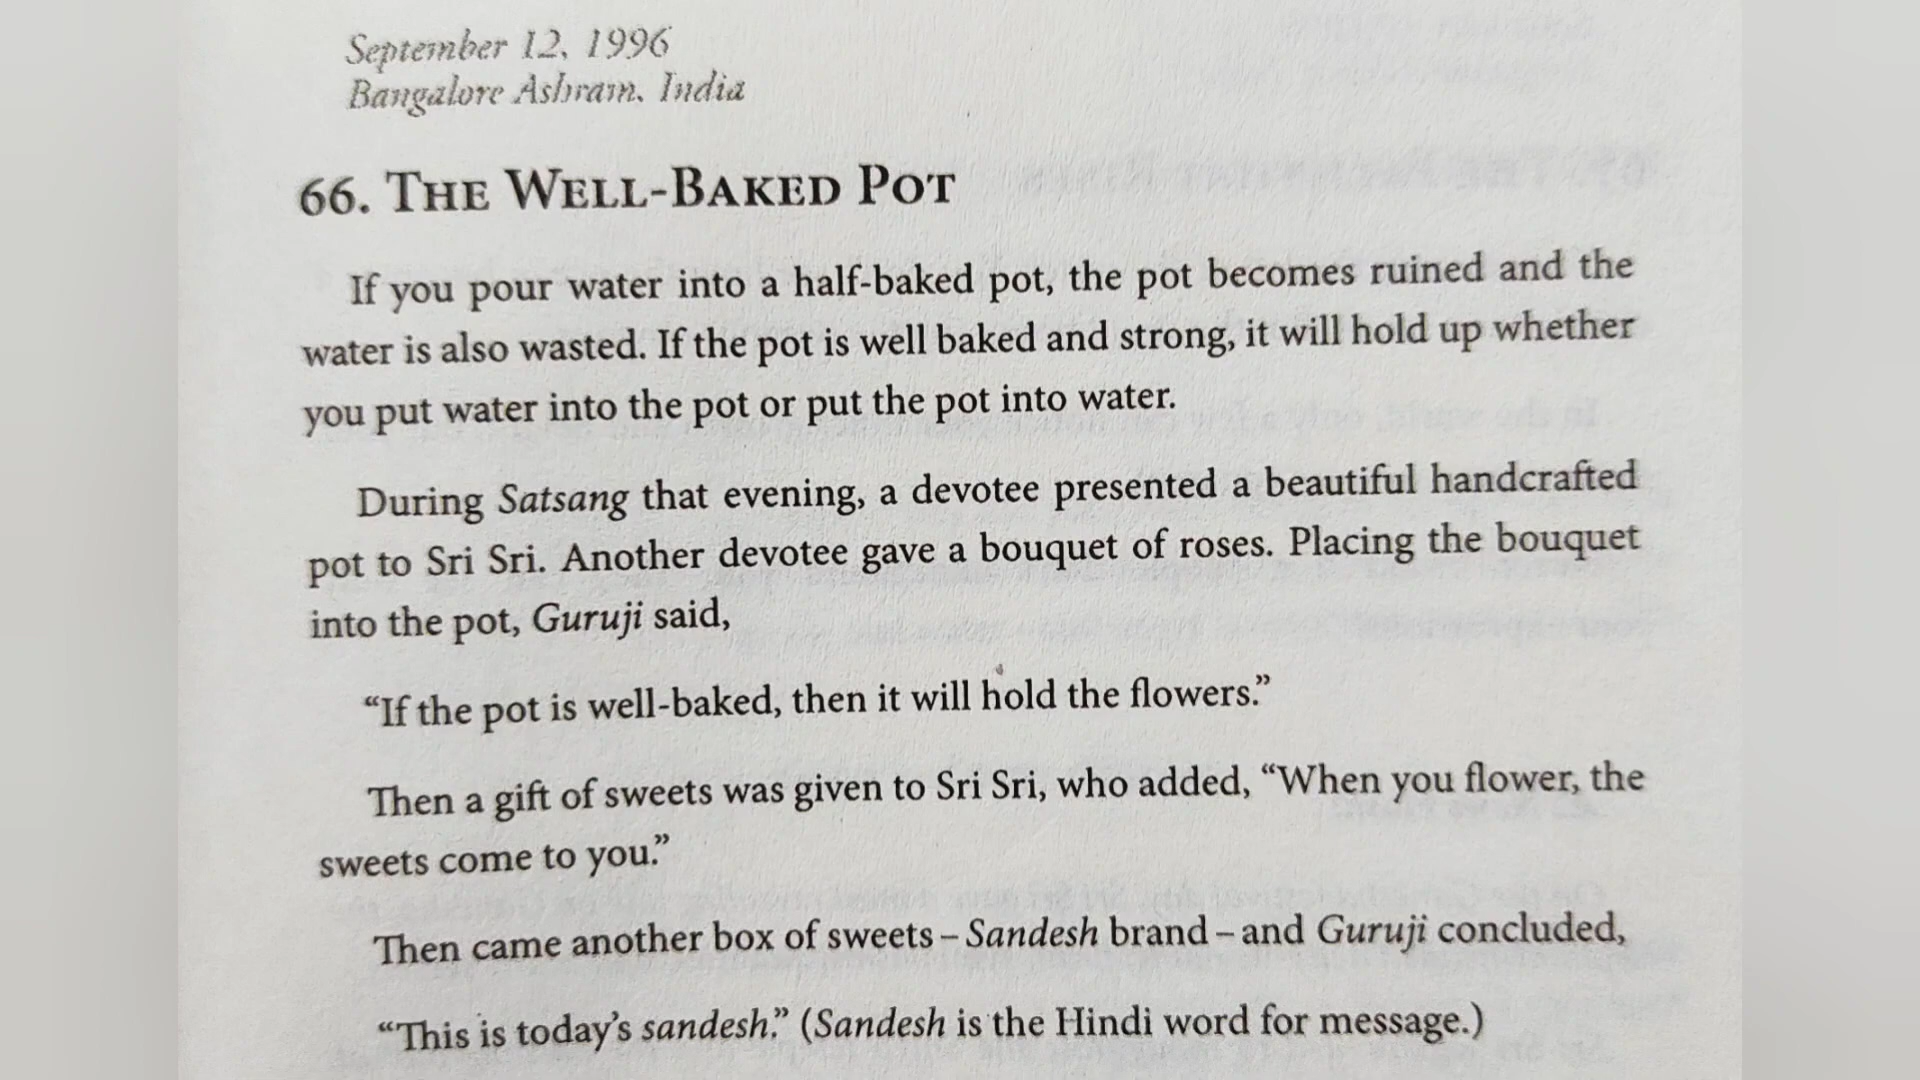 September 12, 1996
Bangalore Ashram, India
66. THE WELL-BAKED POT
If you pour water into a half-baked pot, the pot becomes ruined and the
water is also wasted. If the pot is well baked and strong, it will hold up whether
you put water into the pot or put the pot into water.
During Satsang that evening, a devotee presented a beautiful handcrafted
pot to Sri Sri. Another devotee gave a bouquet of roses. Placing the bouquet
into the pot, Guruji said,
“If the pot is well-baked, then it will hold the flowers.”
Then a gift of sweets was given to Sri Sri, who added, “When you flower, the
sweets come to you.”
Then came another box of sweets – Sandesh brand – and Guruji concluded,
“This is today’s sandesh.” (Sandesh is the Hindi word for message.)